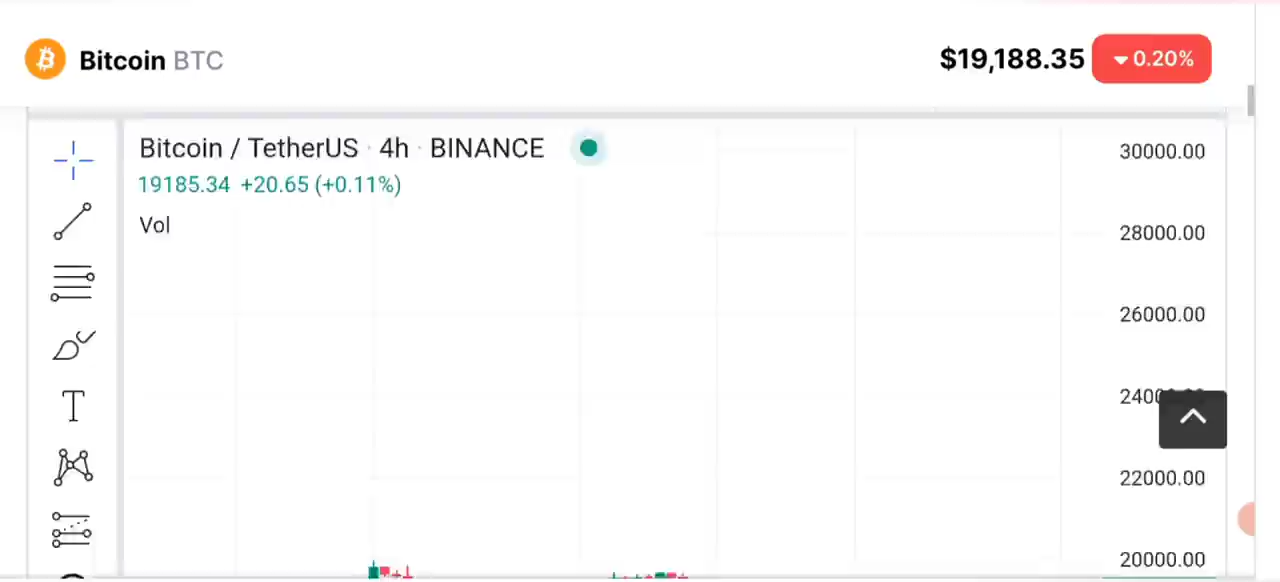 Bitcoin BTC $19,188.35 0.20%
Bitcoin / TetherUS · 4h · BINANCE
19185.34 +20.65 (+0.11%)
Vol
30000.00
28000.00
26000.00
22000.00
20000.00